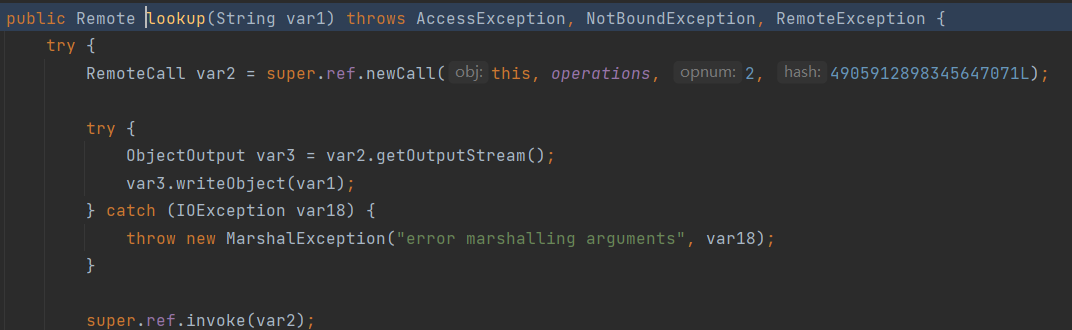 public Remote lookup(String var1) throws AccessException, NotBoundException, RemoteException {
    try {
        RemoteCall var2 = super.ref.newCall( obj: this, operations, opnum: 2, hash: 4905912898345647071L);

        try {
            ObjectOutput var3 = var2.getOutputStream();
            var3.writeObject(var1);
        } catch (IOException var18) {
            throw new MarshalException("error marshalling arguments", var18);
        }

        super.ref.invoke(var2);